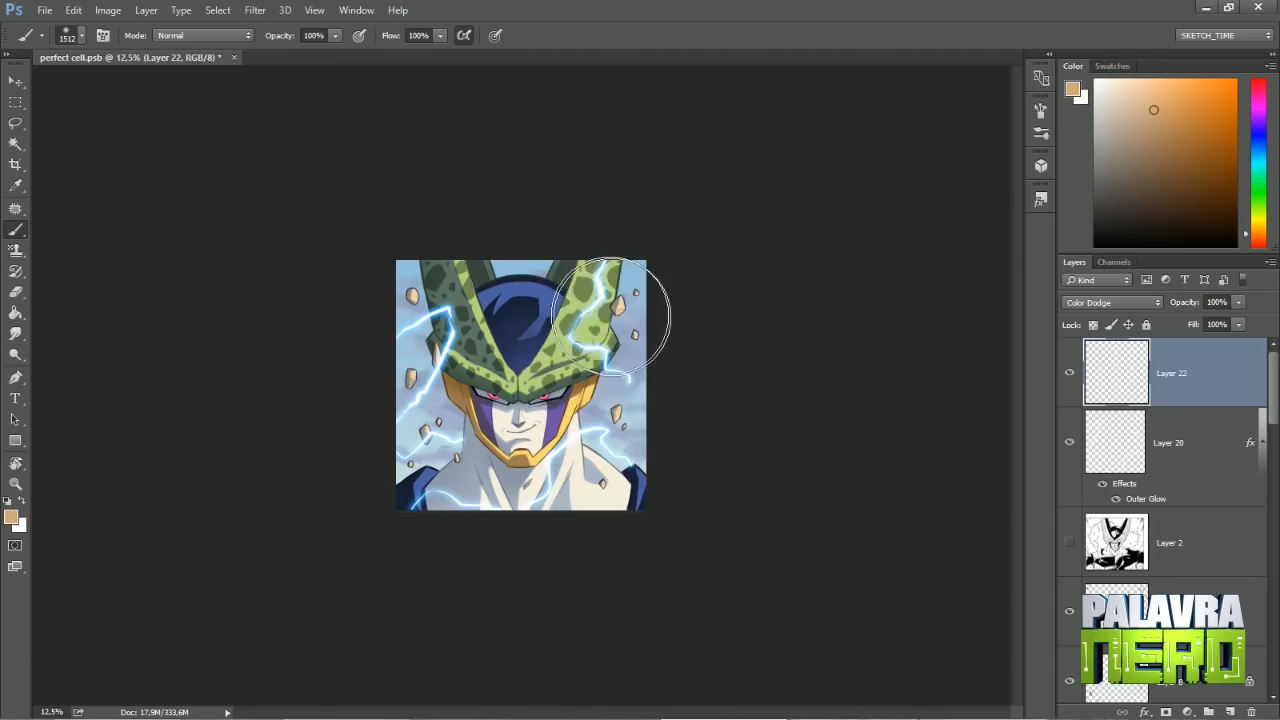 Ps File Edit Image Layer Type Select Filter 3D View Window Help
1512 Mode: Normal Opacity: 100% Flow: 100% SKETCH_TIME
perfect cell.psb @ 12,5% (Layer 22, RGB/8) * ×
Color Swatches
Layers Channels
Kind
Color Dodge Opacity: 100%
Lock: Fill: 100%
Layer 22
Layer 20 fx
Effects
Outer Glow
Layer 2
PALAVRA
NERD
12,5% Doc: 17,9M/333,6M